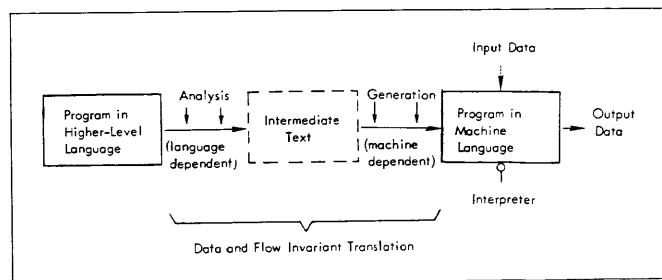 Input Data
Analysis
Generation
Program in
Higher-Level
Language
(language
dependent)
Intermediate
Text
(machine
dependent)
Program in
Machine
Language
Output
Data
Interpreter
Data and Flow Invariant Translation